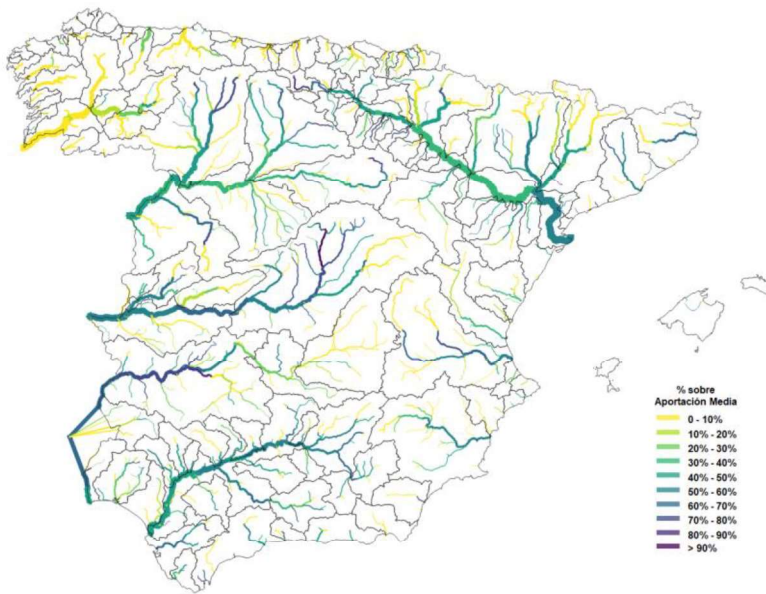 % sobre
Aportación Media
0 - 10%
10% - 20%
20% - 30%
30% - 40%
40% - 50%
50% - 60%
60% - 70%
70% - 80%
80% - 90%
> 90%